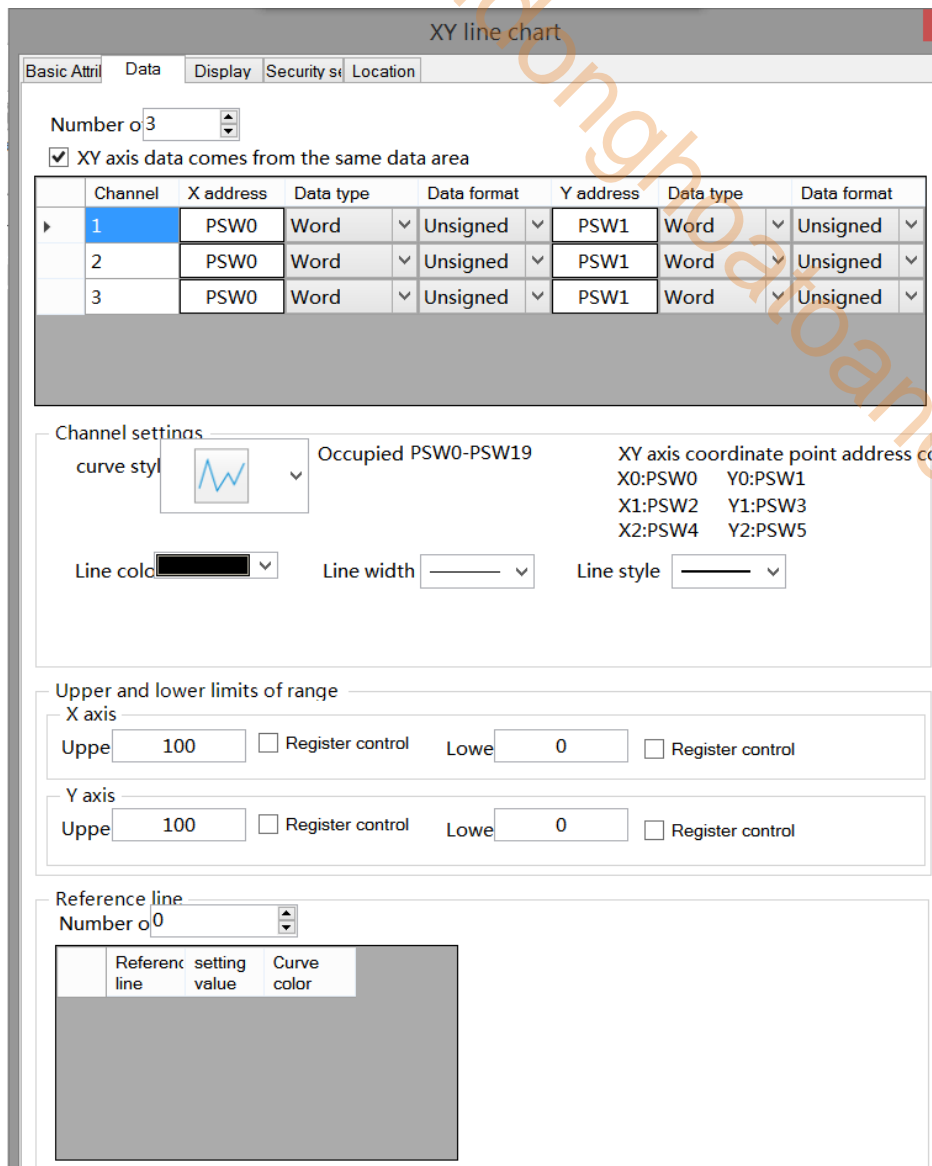 XY line chart
Basic Attril Data Display Security se Location
Number o 3
XY axis data comes from the same data area
Channel X address Data type Data format Y address Data type Data format
1 PSW0 Word Unsigned PSW1 Word Unsigned
2 PSW0 Word Unsigned PSW1 Word Unsigned
3 PSW0 Word Unsigned PSW1 Word Unsigned
Channel settings
curve styl Occupied PSW0-PSW19 XY axis coordinate point address co
X0:PSW0 Y0:PSW1
X1:PSW2 Y1:PSW3
X2:PSW4 Y2:PSW5
Line colo Line width Line style
Upper and lower limits of range
X axis
Uppe 100 Register control Lowe 0 Register control
Y axis
Uppe 100 Register control Lowe 0 Register control
Reference line
Number o 0
Referenc setting Curve
line value color